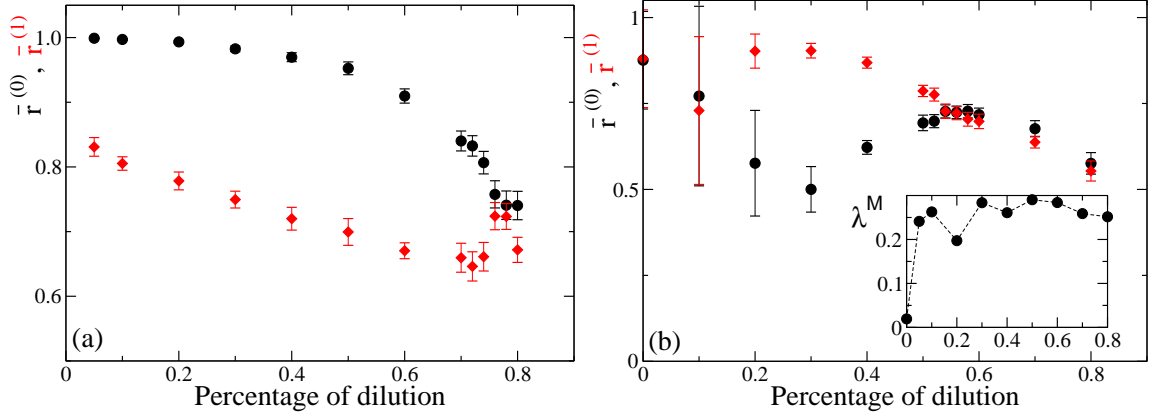 r̄⁽⁰⁾ , r̄⁽¹⁾
1
0.8
0.6
(a)
0 0.2 0.4 0.6 0.8
Percentage of dilution
r̄⁽⁰⁾ , r̄⁽¹⁾
1
0.5
0
(b)
λᴹ
0.2
0.1
0
0 0.2 0.4 0.6 0.8
0 0.2 0.4 0.6 0.8
Percentage of dilution